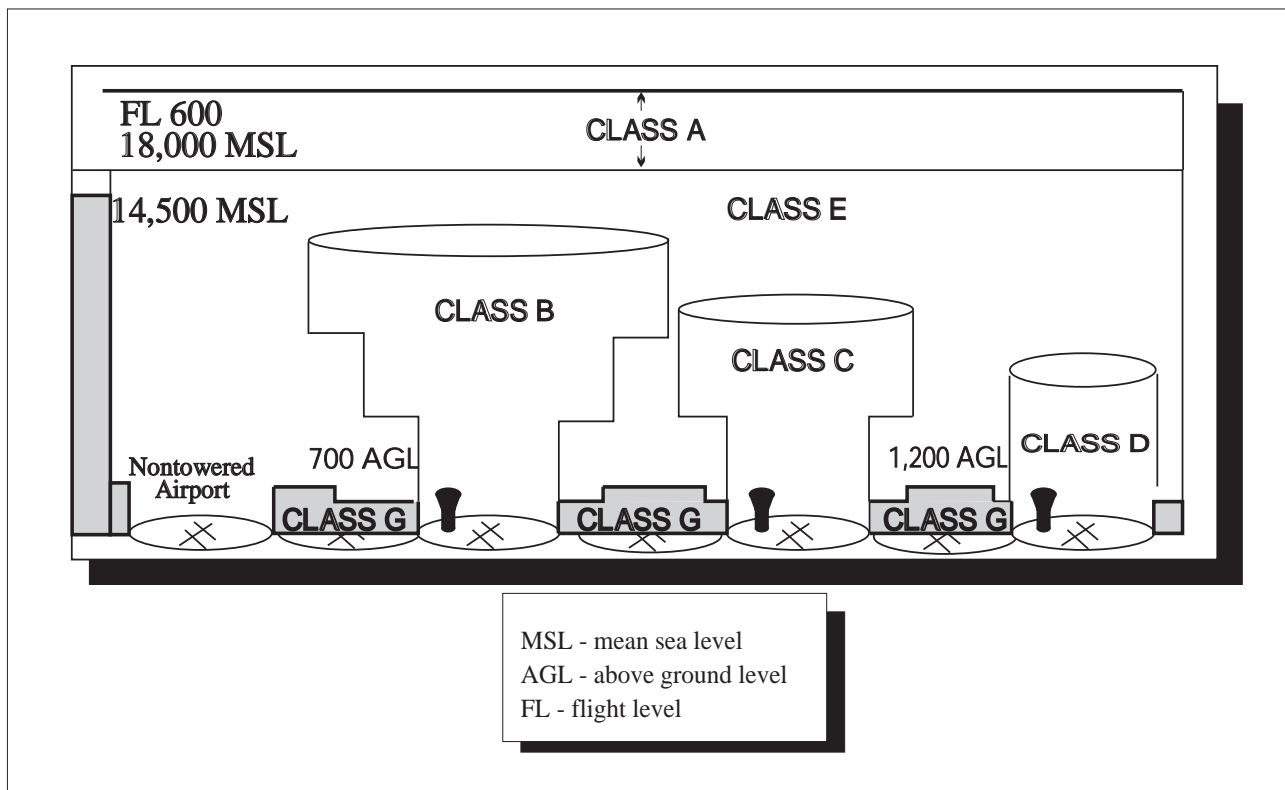 FL 600
18,000 MSL
CLASS A
14,500 MSL
CLASS E
CLASS B
CLASS C
CLASS D
700 AGL
1,200 AGL
Nontowered
Airport
CLASS G
CLASS G
CLASS G
MSL - mean sea level
AGL - above ground level
FL - flight level